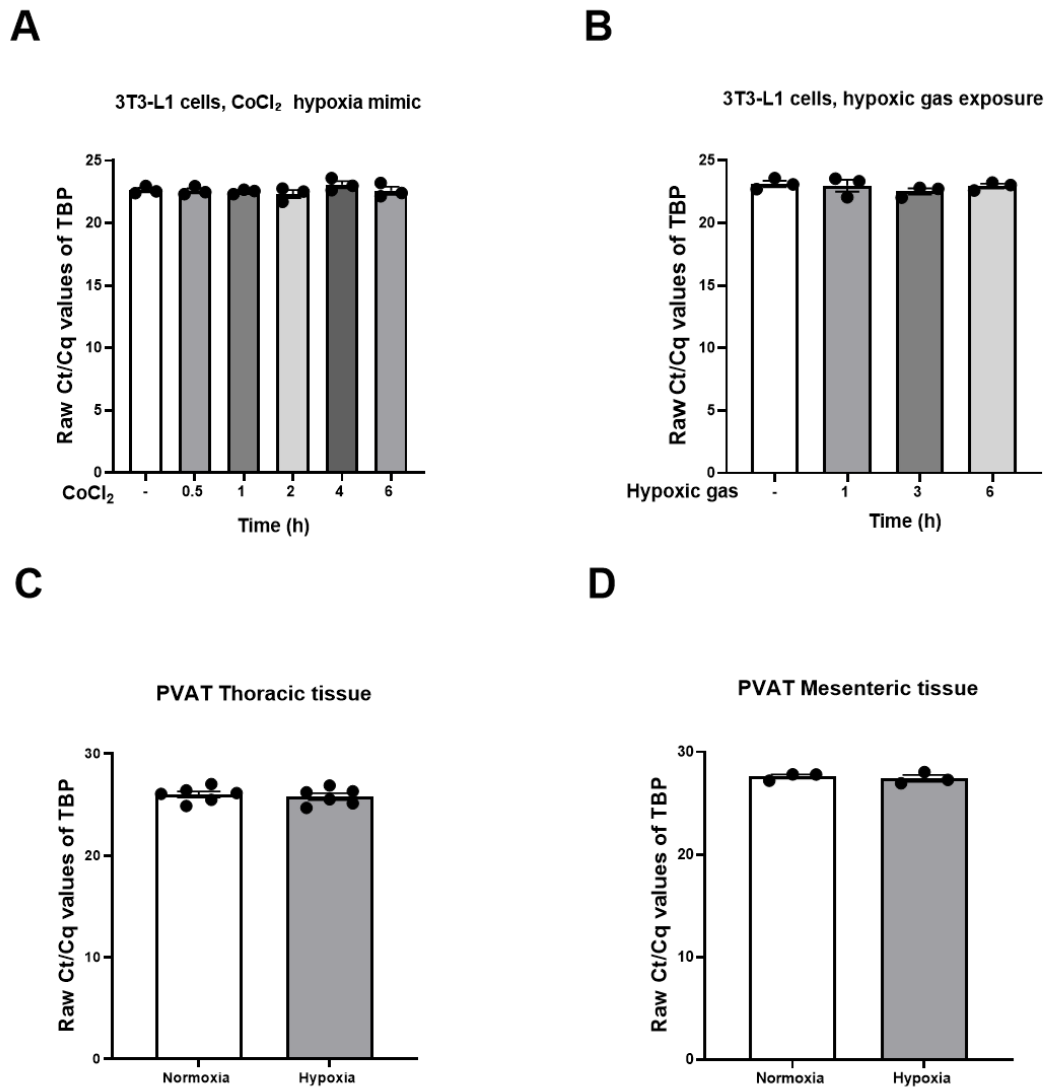 A
3T3-L1 cells, CoCl₂ hypoxia mimic
Raw Ct/Cq values of TBP
25
20
15
10
5
0
CoCl₂
- 0.5 1 2 4 6
Time (h)
B
3T3-L1 cells, hypoxic gas exposure
Raw Ct/Cq values of TBP
25
20
15
10
5
0
Hypoxic gas
- 1 3 6
Time (h)
C
PVAT Thoracic tissue
Raw Ct/Cq values of TBP
30
20
10
0
Normoxia Hypoxia
D
PVAT Mesenteric tissue
Raw Ct/Cq values of TBP
30
20
10
0
Normoxia Hypoxia